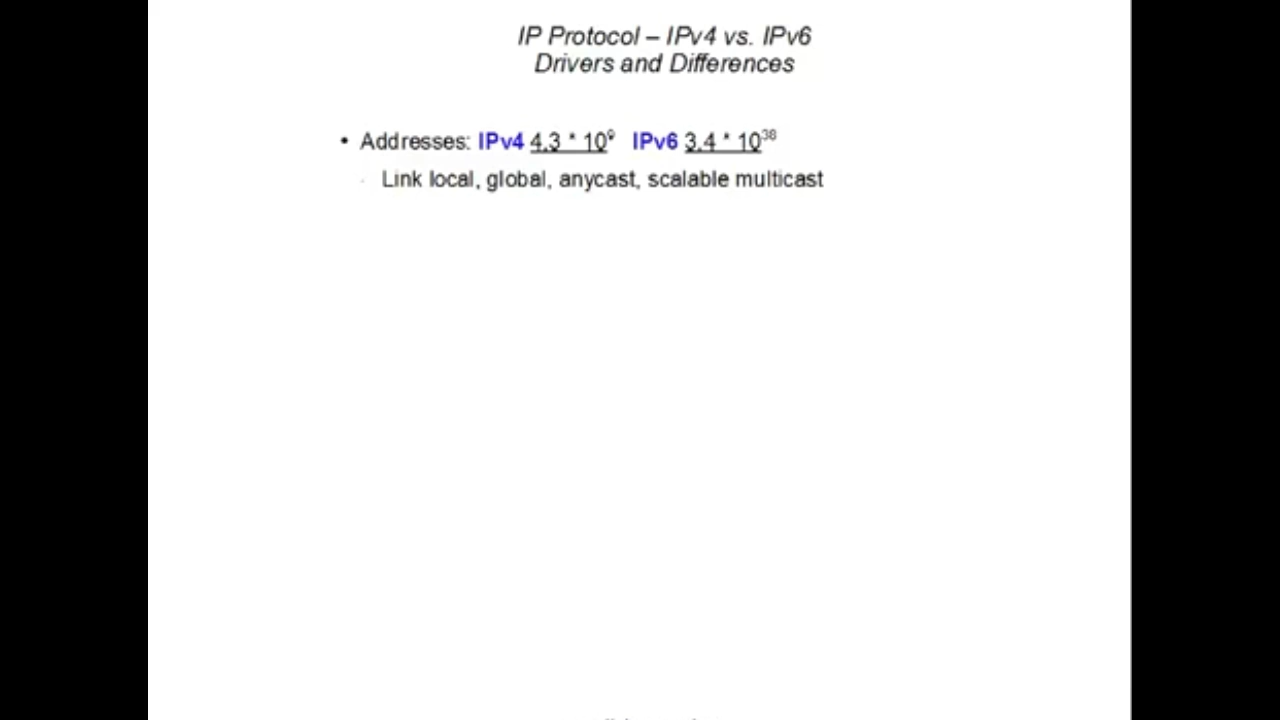 IP Protocol – IPv4 vs. IPv6
Drivers and Differences
• Addresses: IPv4 4.3 * 10⁹ IPv6 3.4 * 10³⁸
Link local, global, anycast, scalable multicast